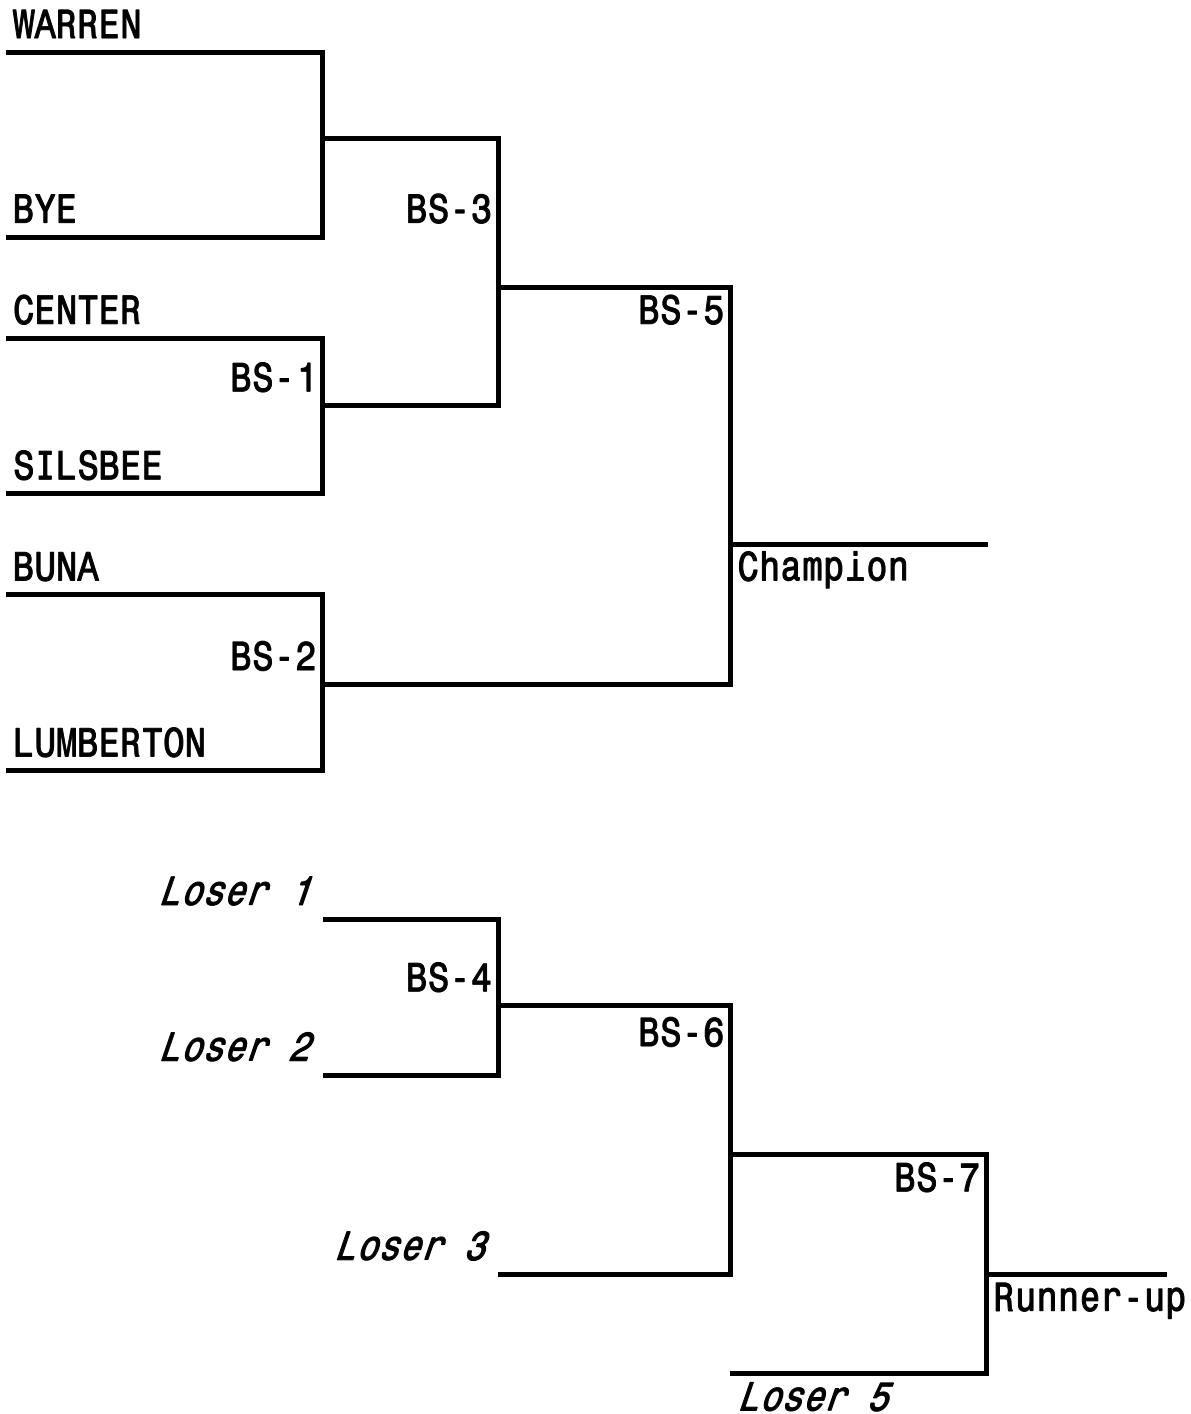 WARREN
BYE
BS-3
CENTER
BS-5
BS-1
SILSBEE
BUNA
Champion
BS-2
LUMBERTON
Loser 1
BS-4
Loser 2
BS-6
BS-7
Loser 3
Runner-up
Loser 5